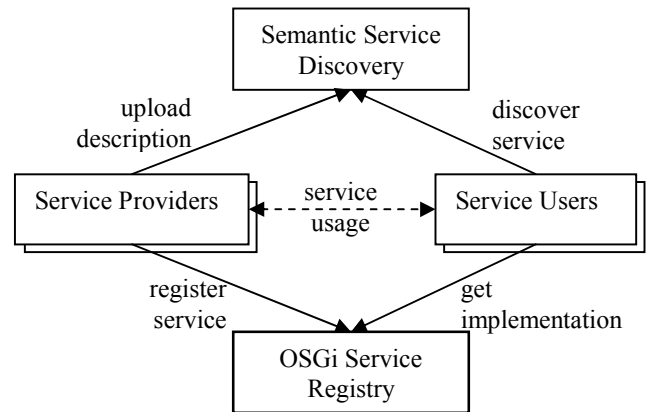 Semantic Service
Discovery
upload
description
discover
service
Service Providers
service
usage
Service Users
register
service
get
implementation
OSGi Service
Registry